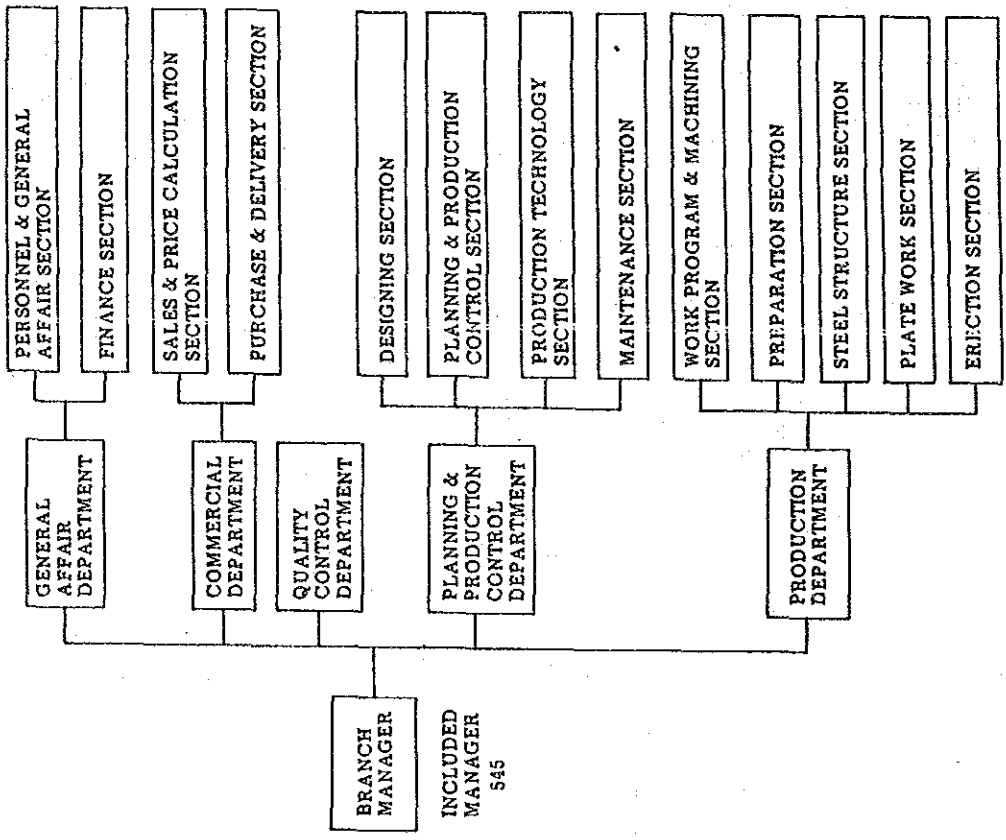 BRANCH
MANAGER
INCLUDED
MANAGER
545
GENERAL
AFFAIR
DEPARTMENT
COMMERCIAL
DEPARTMENT
QUALITY
CONTROL
DEPARTMENT
PLANNING &
PRODUCTION
CONTROL
DEPARTMENT
PRODUCTION
DEPARTMENT
PERSONNEL & GENERAL
AFFAIR SECTION
FINANCE SECTION
SALES & PRICE CALCULATION
SECTION
PURCHASE & DELIVERY SECTION
DESIGNING SECTION
PLANNING & PRODUCTION
CONTROL SECTION
PRODUCTION TECHNOLOGY
SECTION
MAINTENANCE SECTION
WORK PROGRAM & MACHINING
SECTION
PREPARATION SECTION
STEEL STRUCTURE SECTION
PLATE WORK SECTION
ERECTION SECTION